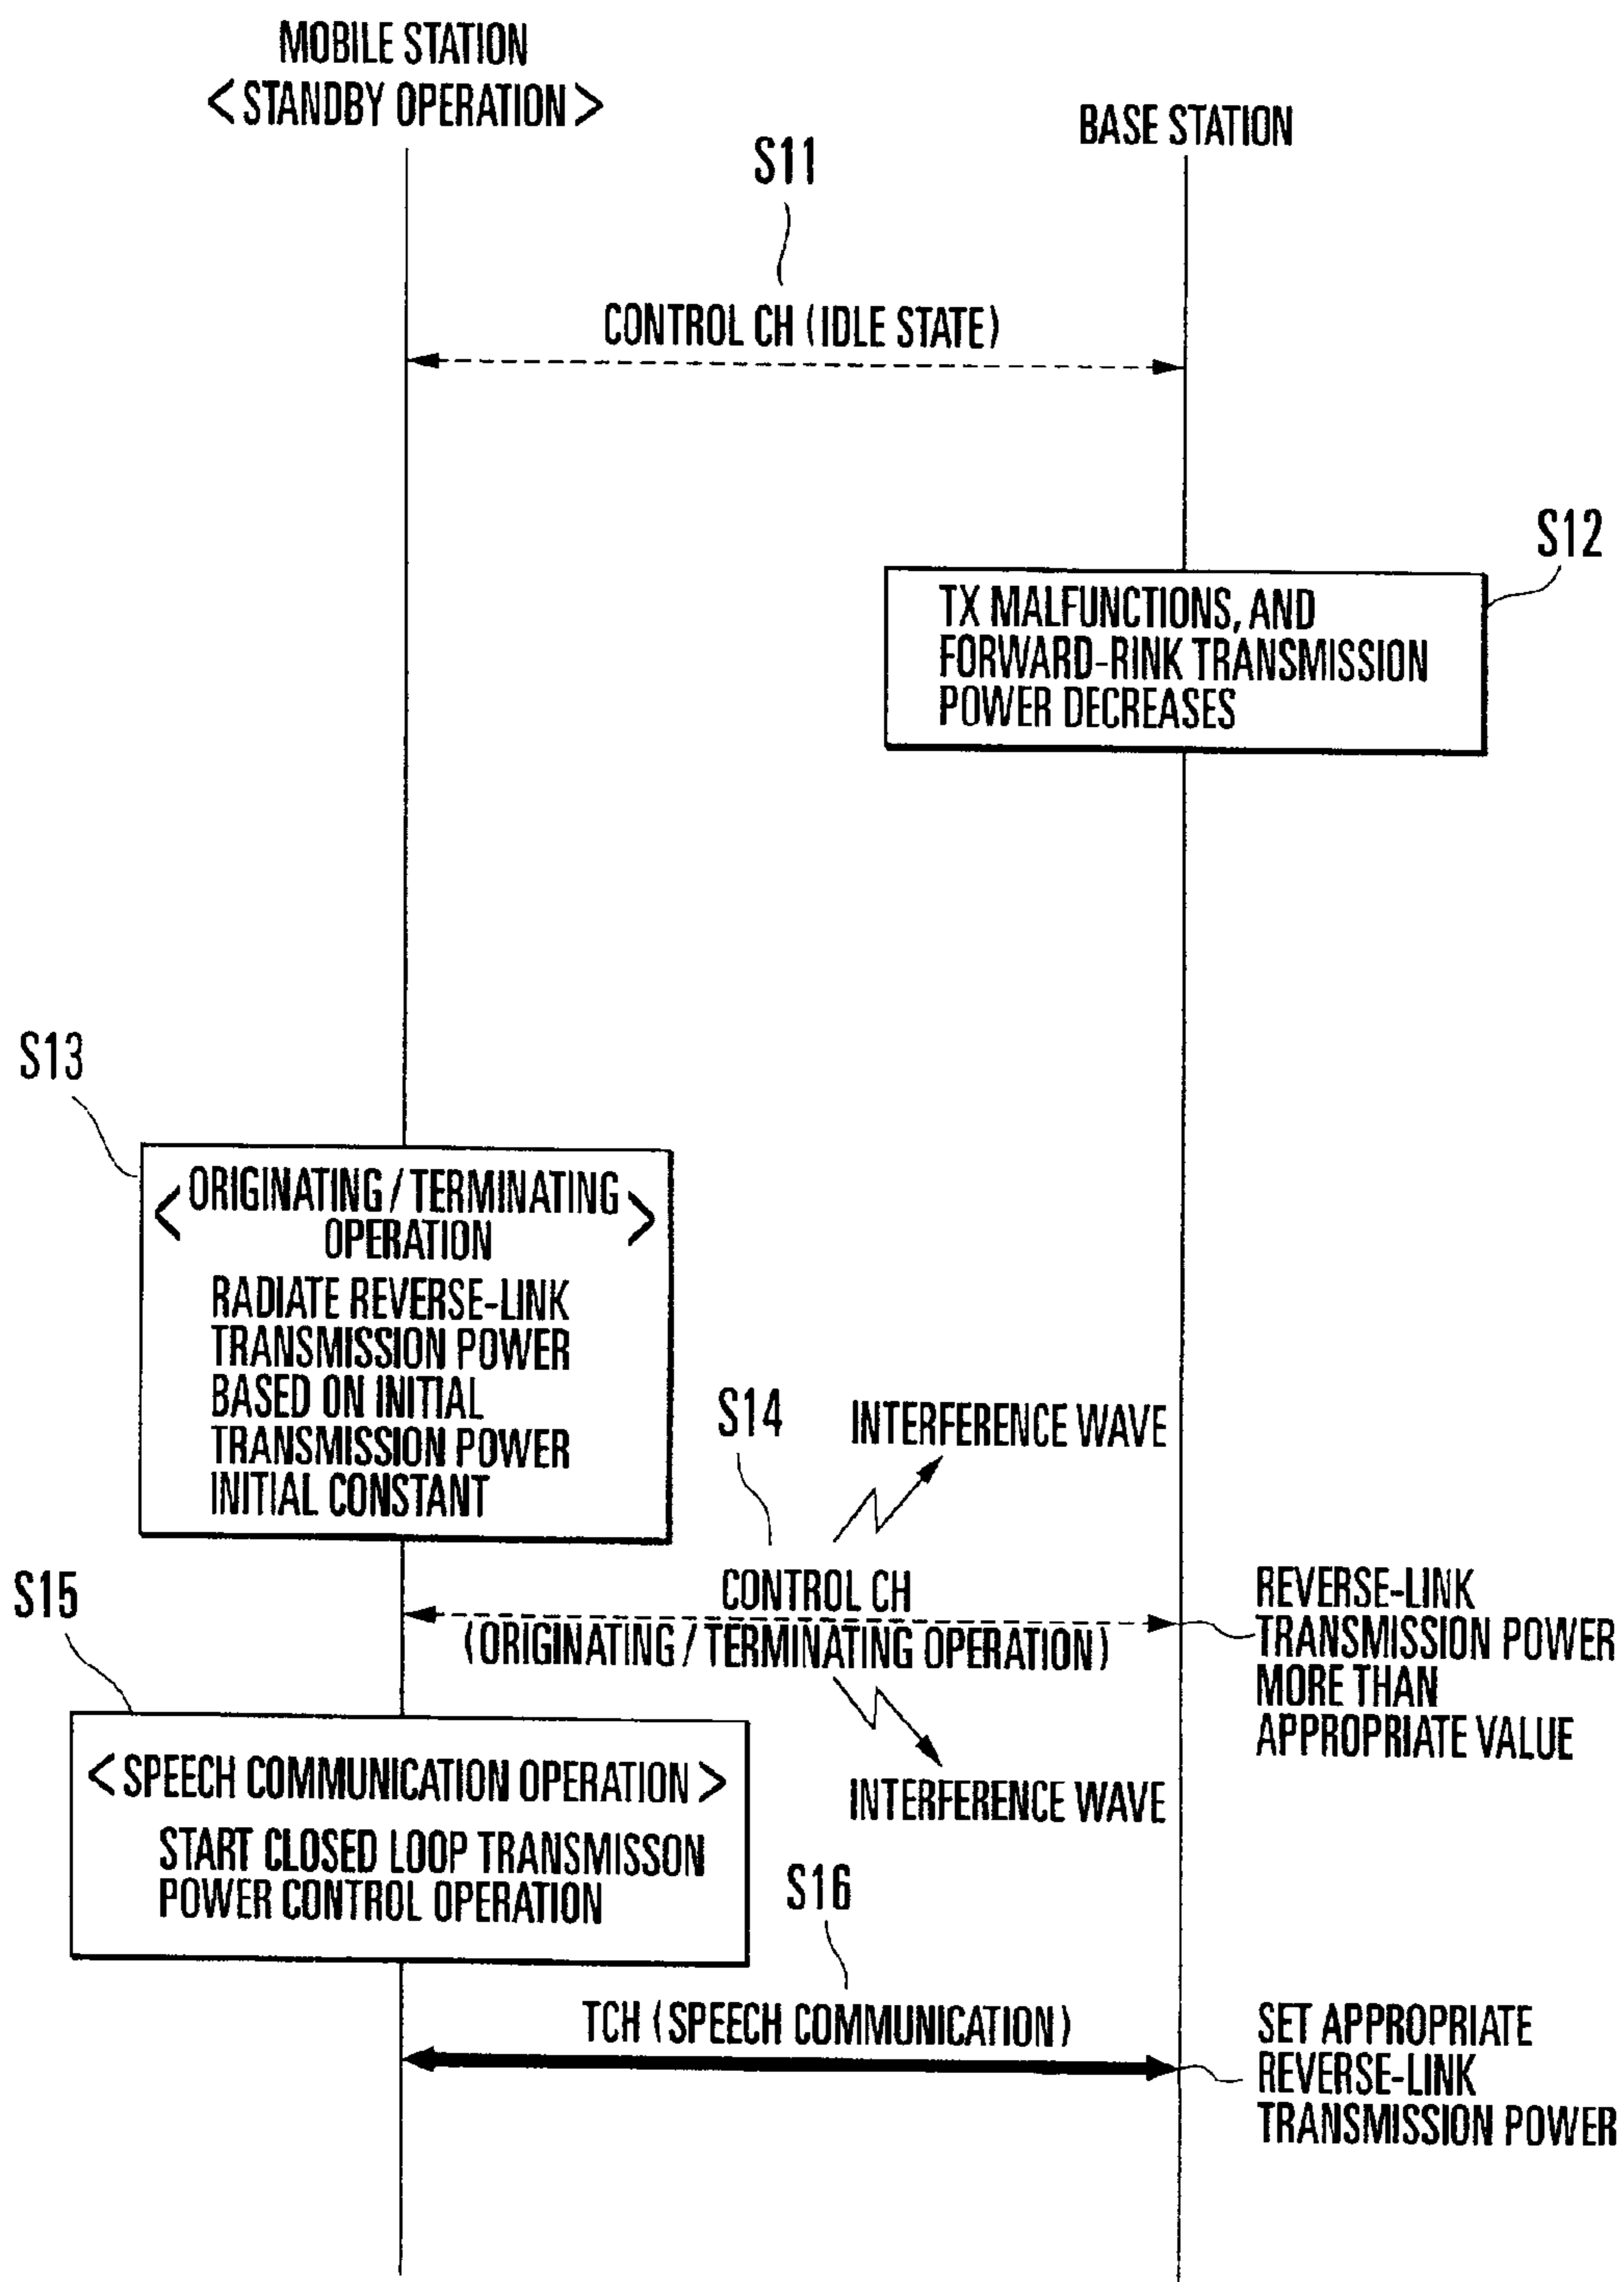 MOBILE STATION
<STANDBY OPERATION>
BASE STATION
S11
CONTROL CH (IDLE STATE)
S12
TX MALFUNCTIONS, AND
FORWARD-RINK TRANSMISSION
POWER DECREASES
S13
<ORIGINATING/TERMINATING
OPERATION>
RADIATE REVERSE-LINK
TRANSMISSION POWER
BASED ON INITIAL
TRANSMISSION POWER
INITIAL CONSTANT
S14
INTERFERENCE WAVE
CONTROL CH
(ORIGINATING/TERMINATING OPERATION)
REVERSE-LINK
TRANSMISSION POWER
MORE THAN
APPROPRIATE VALUE
INTERFERENCE WAVE
S15
<SPEECH COMMUNICATION OPERATION>
START CLOSED LOOP TRANSMISSON
POWER CONTROL OPERATION
S16
TCH (SPEECH COMMUNICATION)
SET APPROPRIATE
REVERSE-LINK
TRANSMISSION POWER